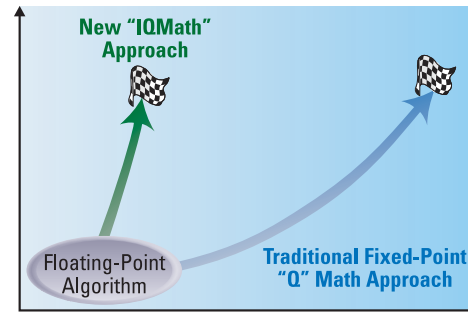 New “IQMath”
Approach
Floating-Point
Algorithm
Traditional Fixed-Point
“Q” Math Approach